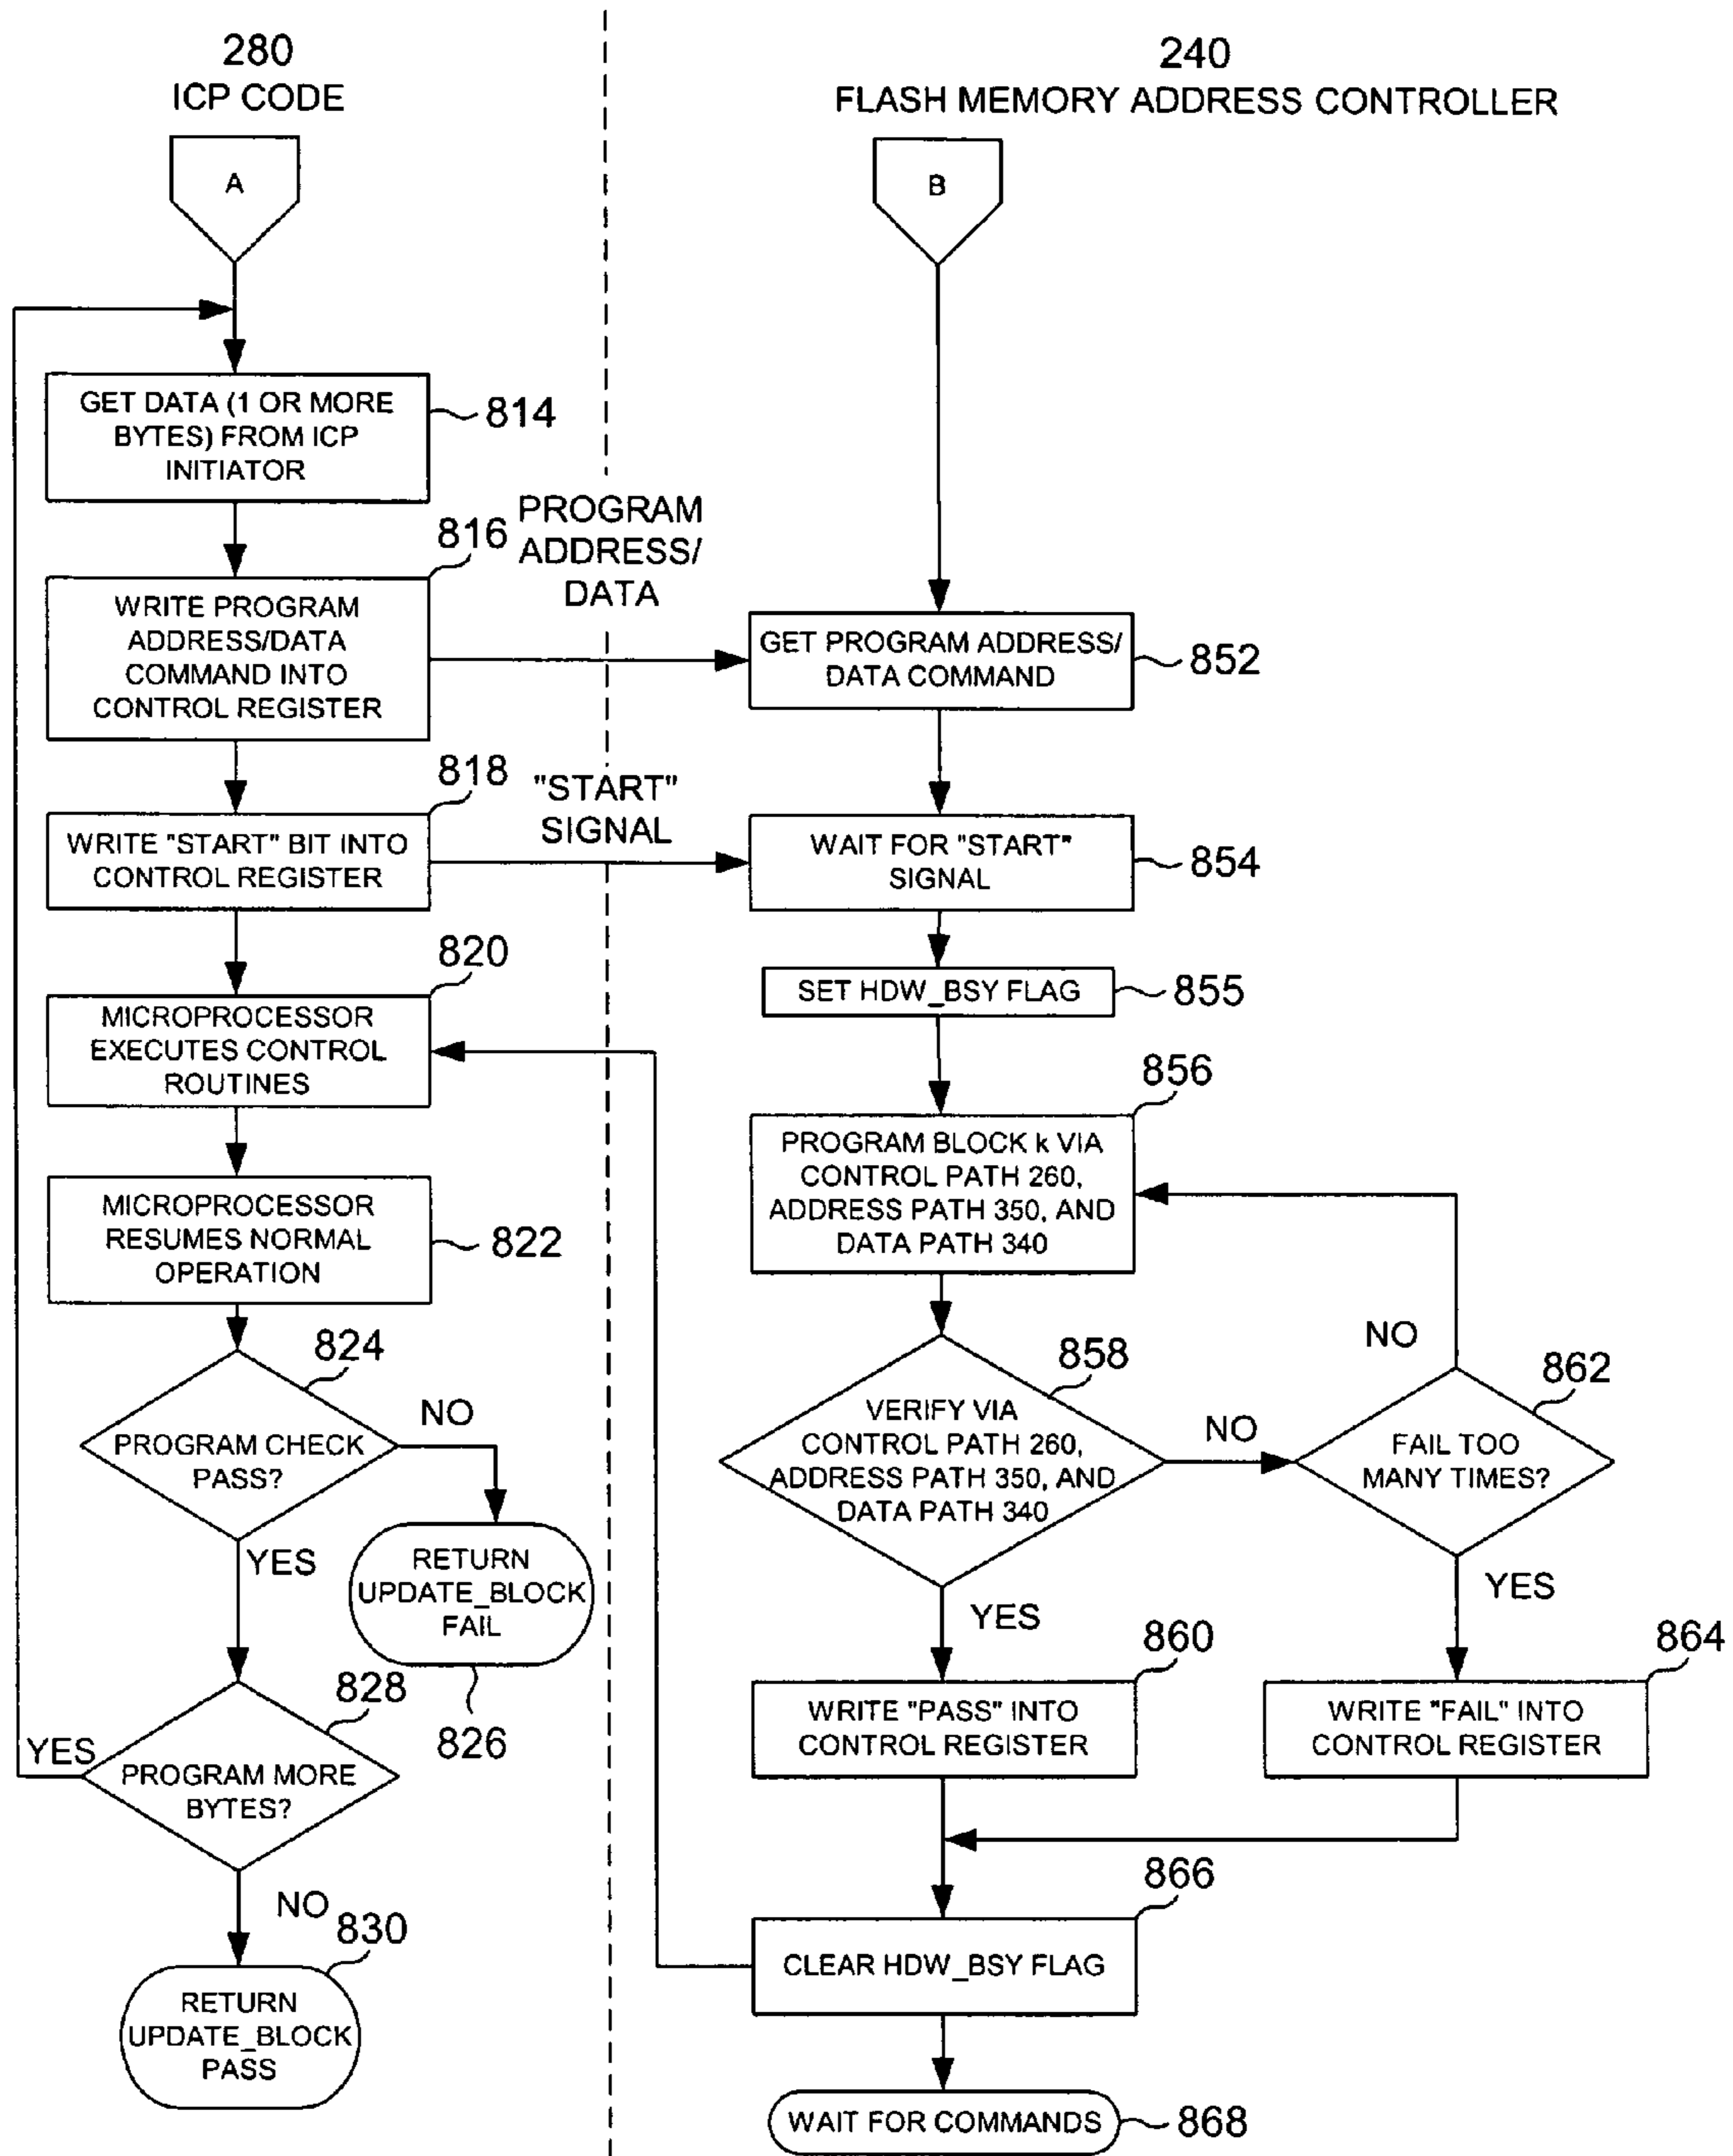 280
ICP CODE
A
GET DATA (1 OR MORE
BYTES) FROM ICP
INITIATOR
814
816
WRITE PROGRAM
ADDRESS/DATA
COMMAND INTO
CONTROL REGISTER
PROGRAM
ADDRESS/
DATA
818
WRITE "START" BIT INTO
CONTROL REGISTER
"START"
SIGNAL
820
MICROPROCESSOR
EXECUTES CONTROL
ROUTINES
MICROPROCESSOR
RESUMES NORMAL
OPERATION
822
824
PROGRAM CHECK
PASS?
NO
YES
RETURN
UPDATE_BLOCK
FAIL
826
828
YES
PROGRAM MORE
BYTES?
NO
830
RETURN
UPDATE_BLOCK
PASS
240
FLASH MEMORY ADDRESS CONTROLLER
B
GET PROGRAM ADDRESS/
DATA COMMAND
852
WAIT FOR "START"
SIGNAL
854
SET HDW_BSY FLAG
855
856
PROGRAM BLOCK k VIA
CONTROL PATH 260,
ADDRESS PATH 350, AND
DATA PATH 340
858
VERIFY VIA
CONTROL PATH 260,
ADDRESS PATH 350, AND
DATA PATH 340
NO
YES
NO
862
FAIL TOO
MANY TIMES?
YES
860
WRITE "PASS" INTO
CONTROL REGISTER
864
WRITE "FAIL" INTO
CONTROL REGISTER
866
CLEAR HDW_BSY FLAG
WAIT FOR COMMANDS
868